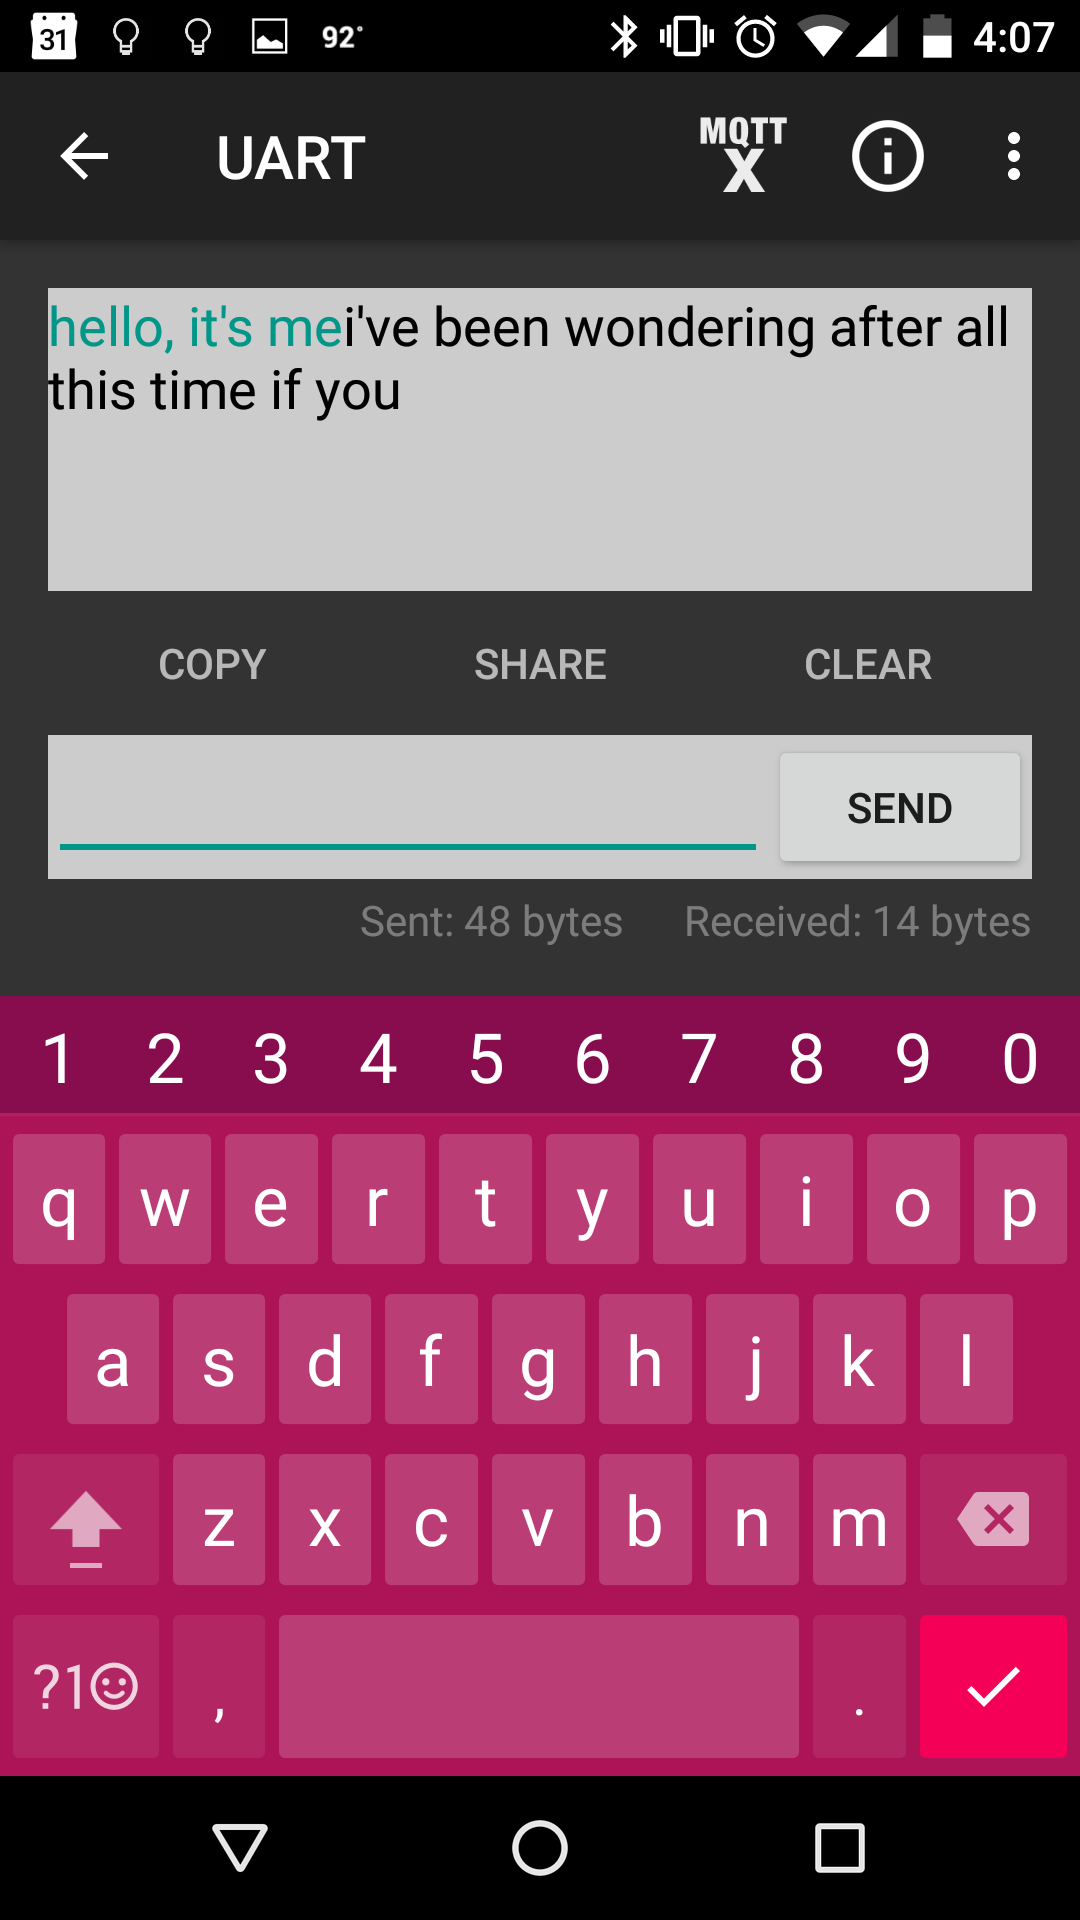 31 92° 4:07
UART MQTT X
hello, it's mei've been wondering after all
this time if you
COPY SHARE CLEAR
SEND
Sent: 48 bytes Received: 14 bytes
1 2 3 4 5 6 7 8 9 0
q w e r t y u i o p
a s d f g h j k l
z x c v b n m
?1☺ , .